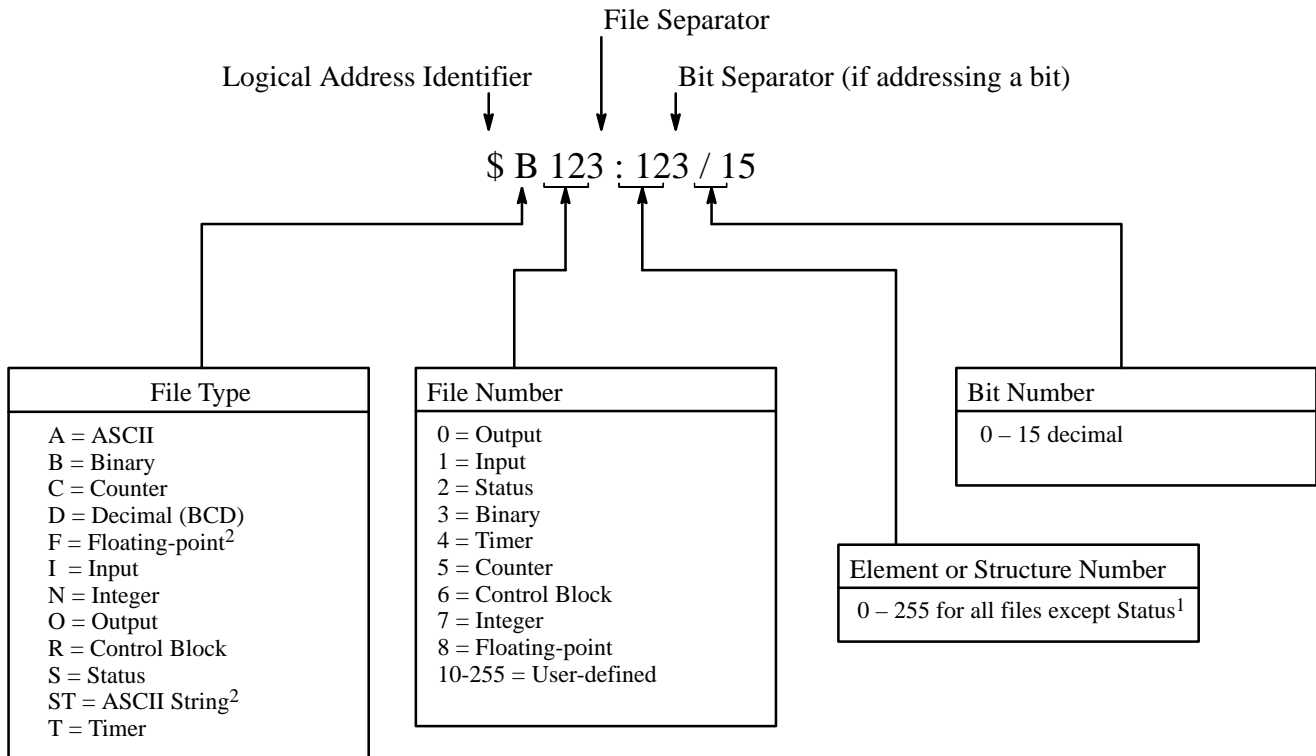 File Separator
Logical Address Identifier
Bit Separator (if addressing a bit)
$ B 123 : 123 / 15
File Type
A = ASCII
B = Binary
C = Counter
D = Decimal (BCD)
F = Floating-point2
I = Input
N = Integer
O = Output
R = Control Block
S = Status
ST = ASCII String2
T = Timer
File Number
0 = Output
1 = Input
2 = Status
3 = Binary
4 = Timer
5 = Counter
6 = Control Block
7 = Integer
8 = Floating-point
10-255 = User-defined
Element or Structure Number
0 – 255 for all files except Status1
Bit Number
0 – 15 decimal